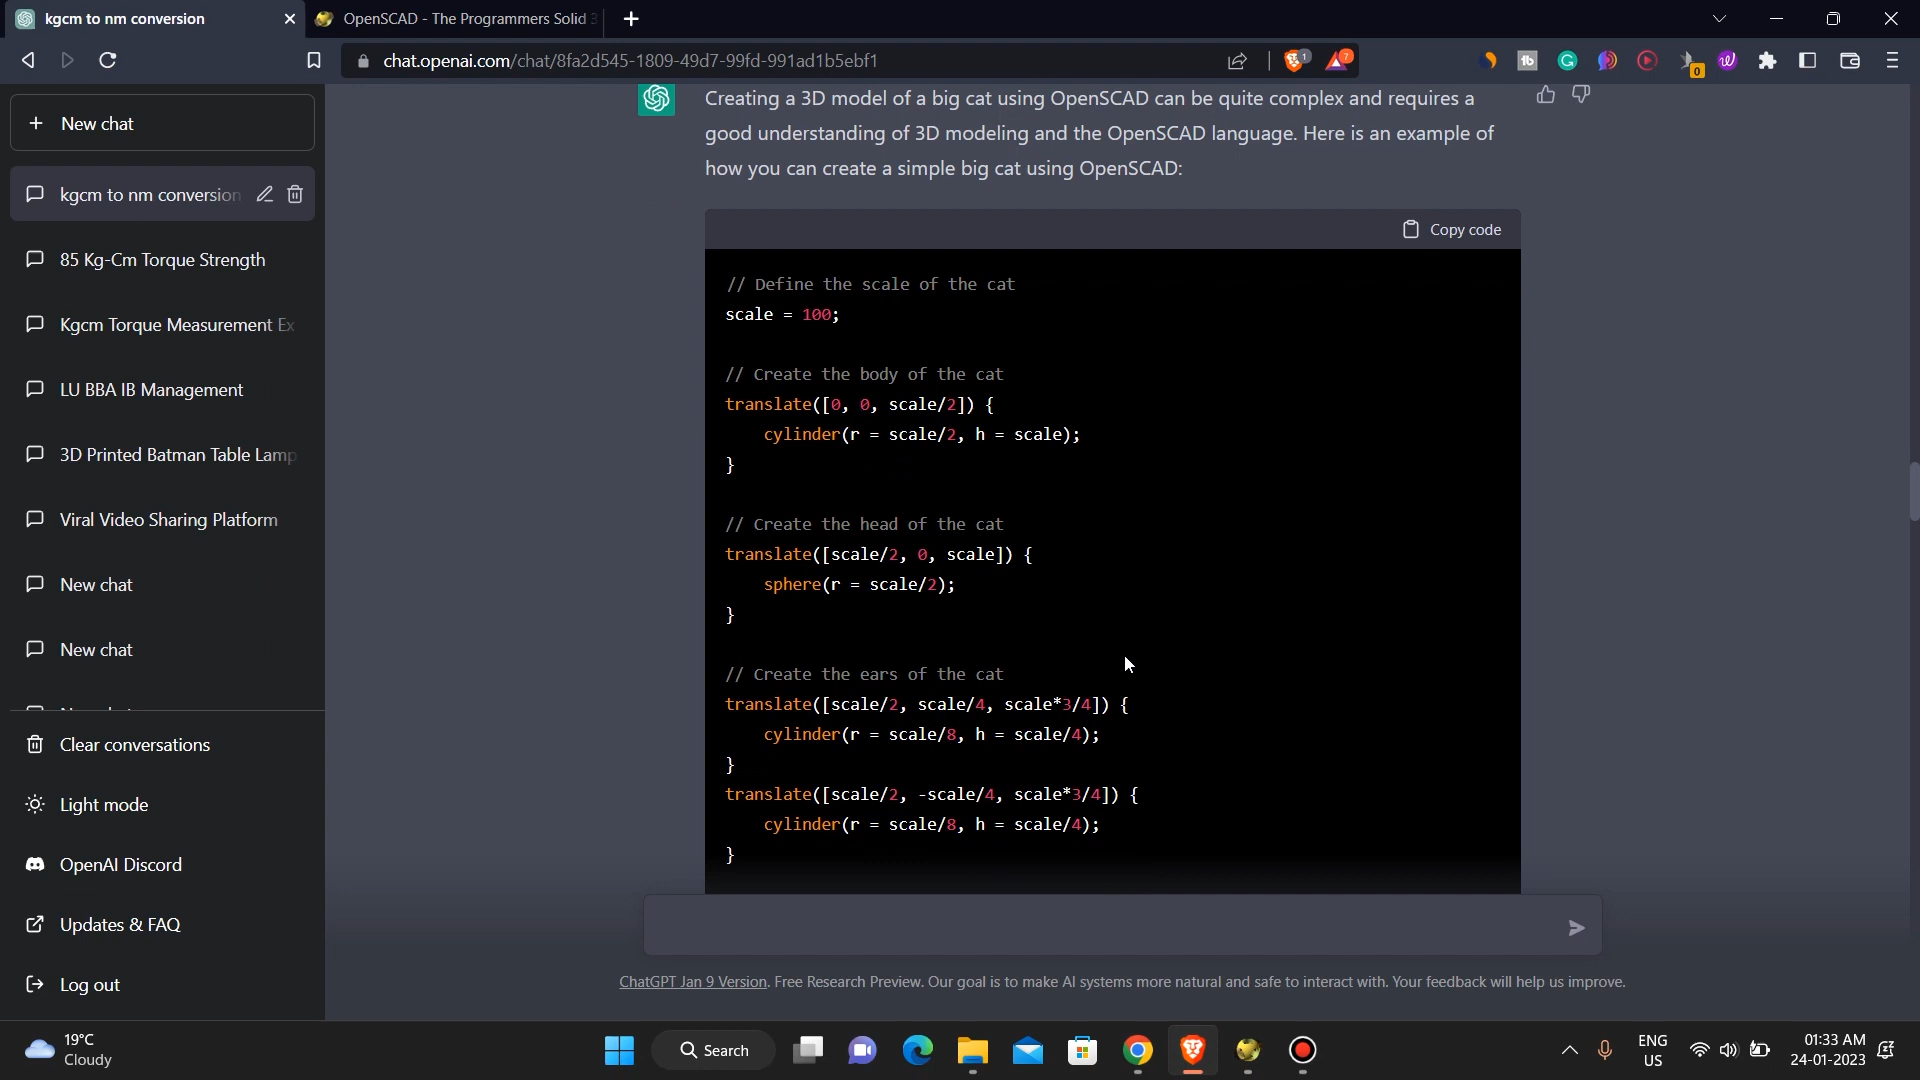 kgcm to nm conversion
OpenSCAD - The Programmers Solid 3
chat.openai.com/chat/8fa2d545-1809-49d7-99fd-991ad1b5ebf1
1
7
tb
0
New chat
kgcm to nm conversion
85 Kg-Cm Torque Strength
Kgcm Torque Measurement Ex
LU BBA IB Management
3D Printed Batman Table Lamp
Viral Video Sharing Platform
New chat
New chat
Clear conversations
Light mode
OpenAI Discord
Updates & FAQ
Log out
Creating a 3D model of a big cat using OpenSCAD can be quite complex and requires a
good understanding of 3D modeling and the OpenSCAD language. Here is an example of
how you can create a simple big cat using OpenSCAD:
Copy code
// Define the scale of the cat
scale = 100;
// Create the body of the cat
translate([0, 0, scale/2]) {
cylinder(r = scale/2, h = scale);
}
// Create the head of the cat
translate([scale/2, 0, scale]) {
sphere(r = scale/2);
}
// Create the ears of the cat
translate([scale/2, scale/4, scale*3/4]) {
cylinder(r = scale/8, h = scale/4);
}
translate([scale/2, -scale/4, scale*3/4]) {
cylinder(r = scale/8, h = scale/4);
}
ChatGPT Jan 9 Version. Free Research Preview. Our goal is to make AI systems more natural and safe to interact with. Your feedback will help us improve.
19°C
Cloudy
Search
ENG
US
01:33 AM
24-01-2023